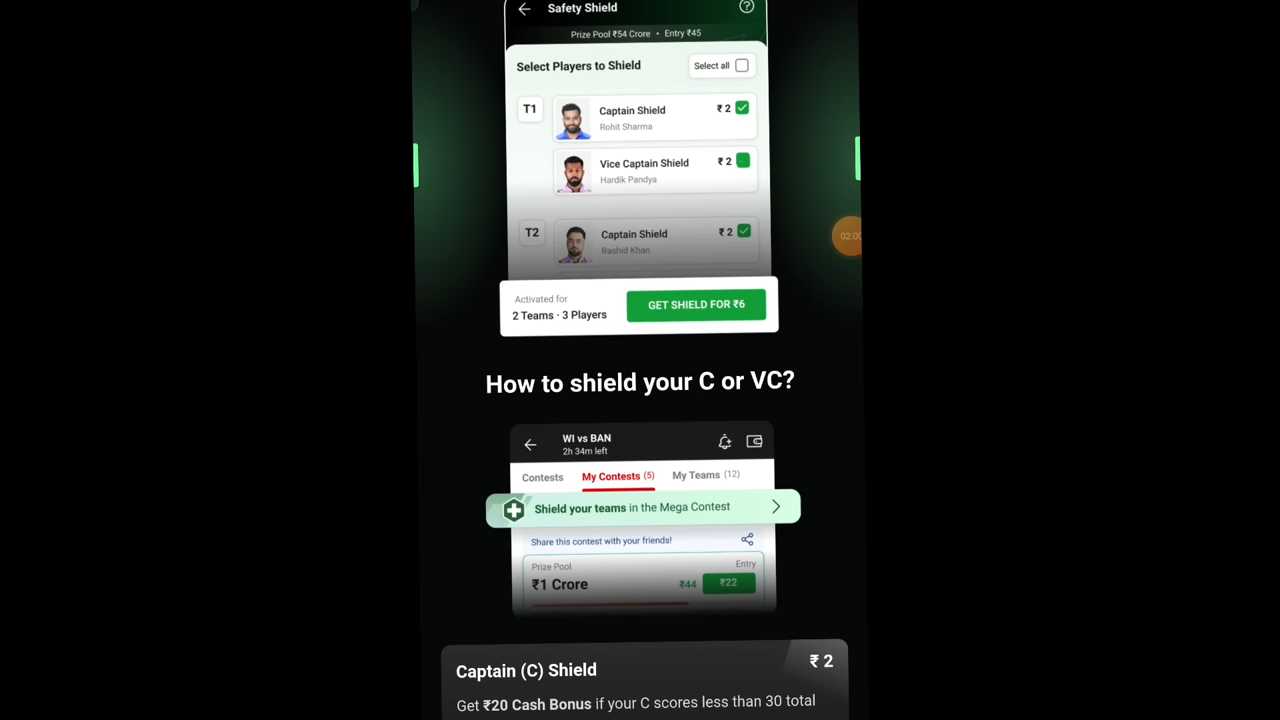 Safety Shield
Prize Pool ₹54 Crore • Entry ₹45
Select Players to Shield
Select all
T1
Captain Shield
₹ 2
Rohit Sharma
Vice Captain Shield
₹ 2
Hardik Pandya
T2
Captain Shield
₹ 2
Rashid Khan
Activated for
2 Teams · 3 Players
GET SHIELD FOR ₹6
02:00
How to shield your C or VC?
WI vs BAN
2h 34m left
Contests
My Contests (5)
My Teams (12)
Shield your teams in the Mega Contest
Share this contest with your friends!
Prize Pool
Entry
₹1 Crore
₹44
₹22
Captain (C) Shield
₹ 2
Get ₹20 Cash Bonus if your C scores less than 30 total